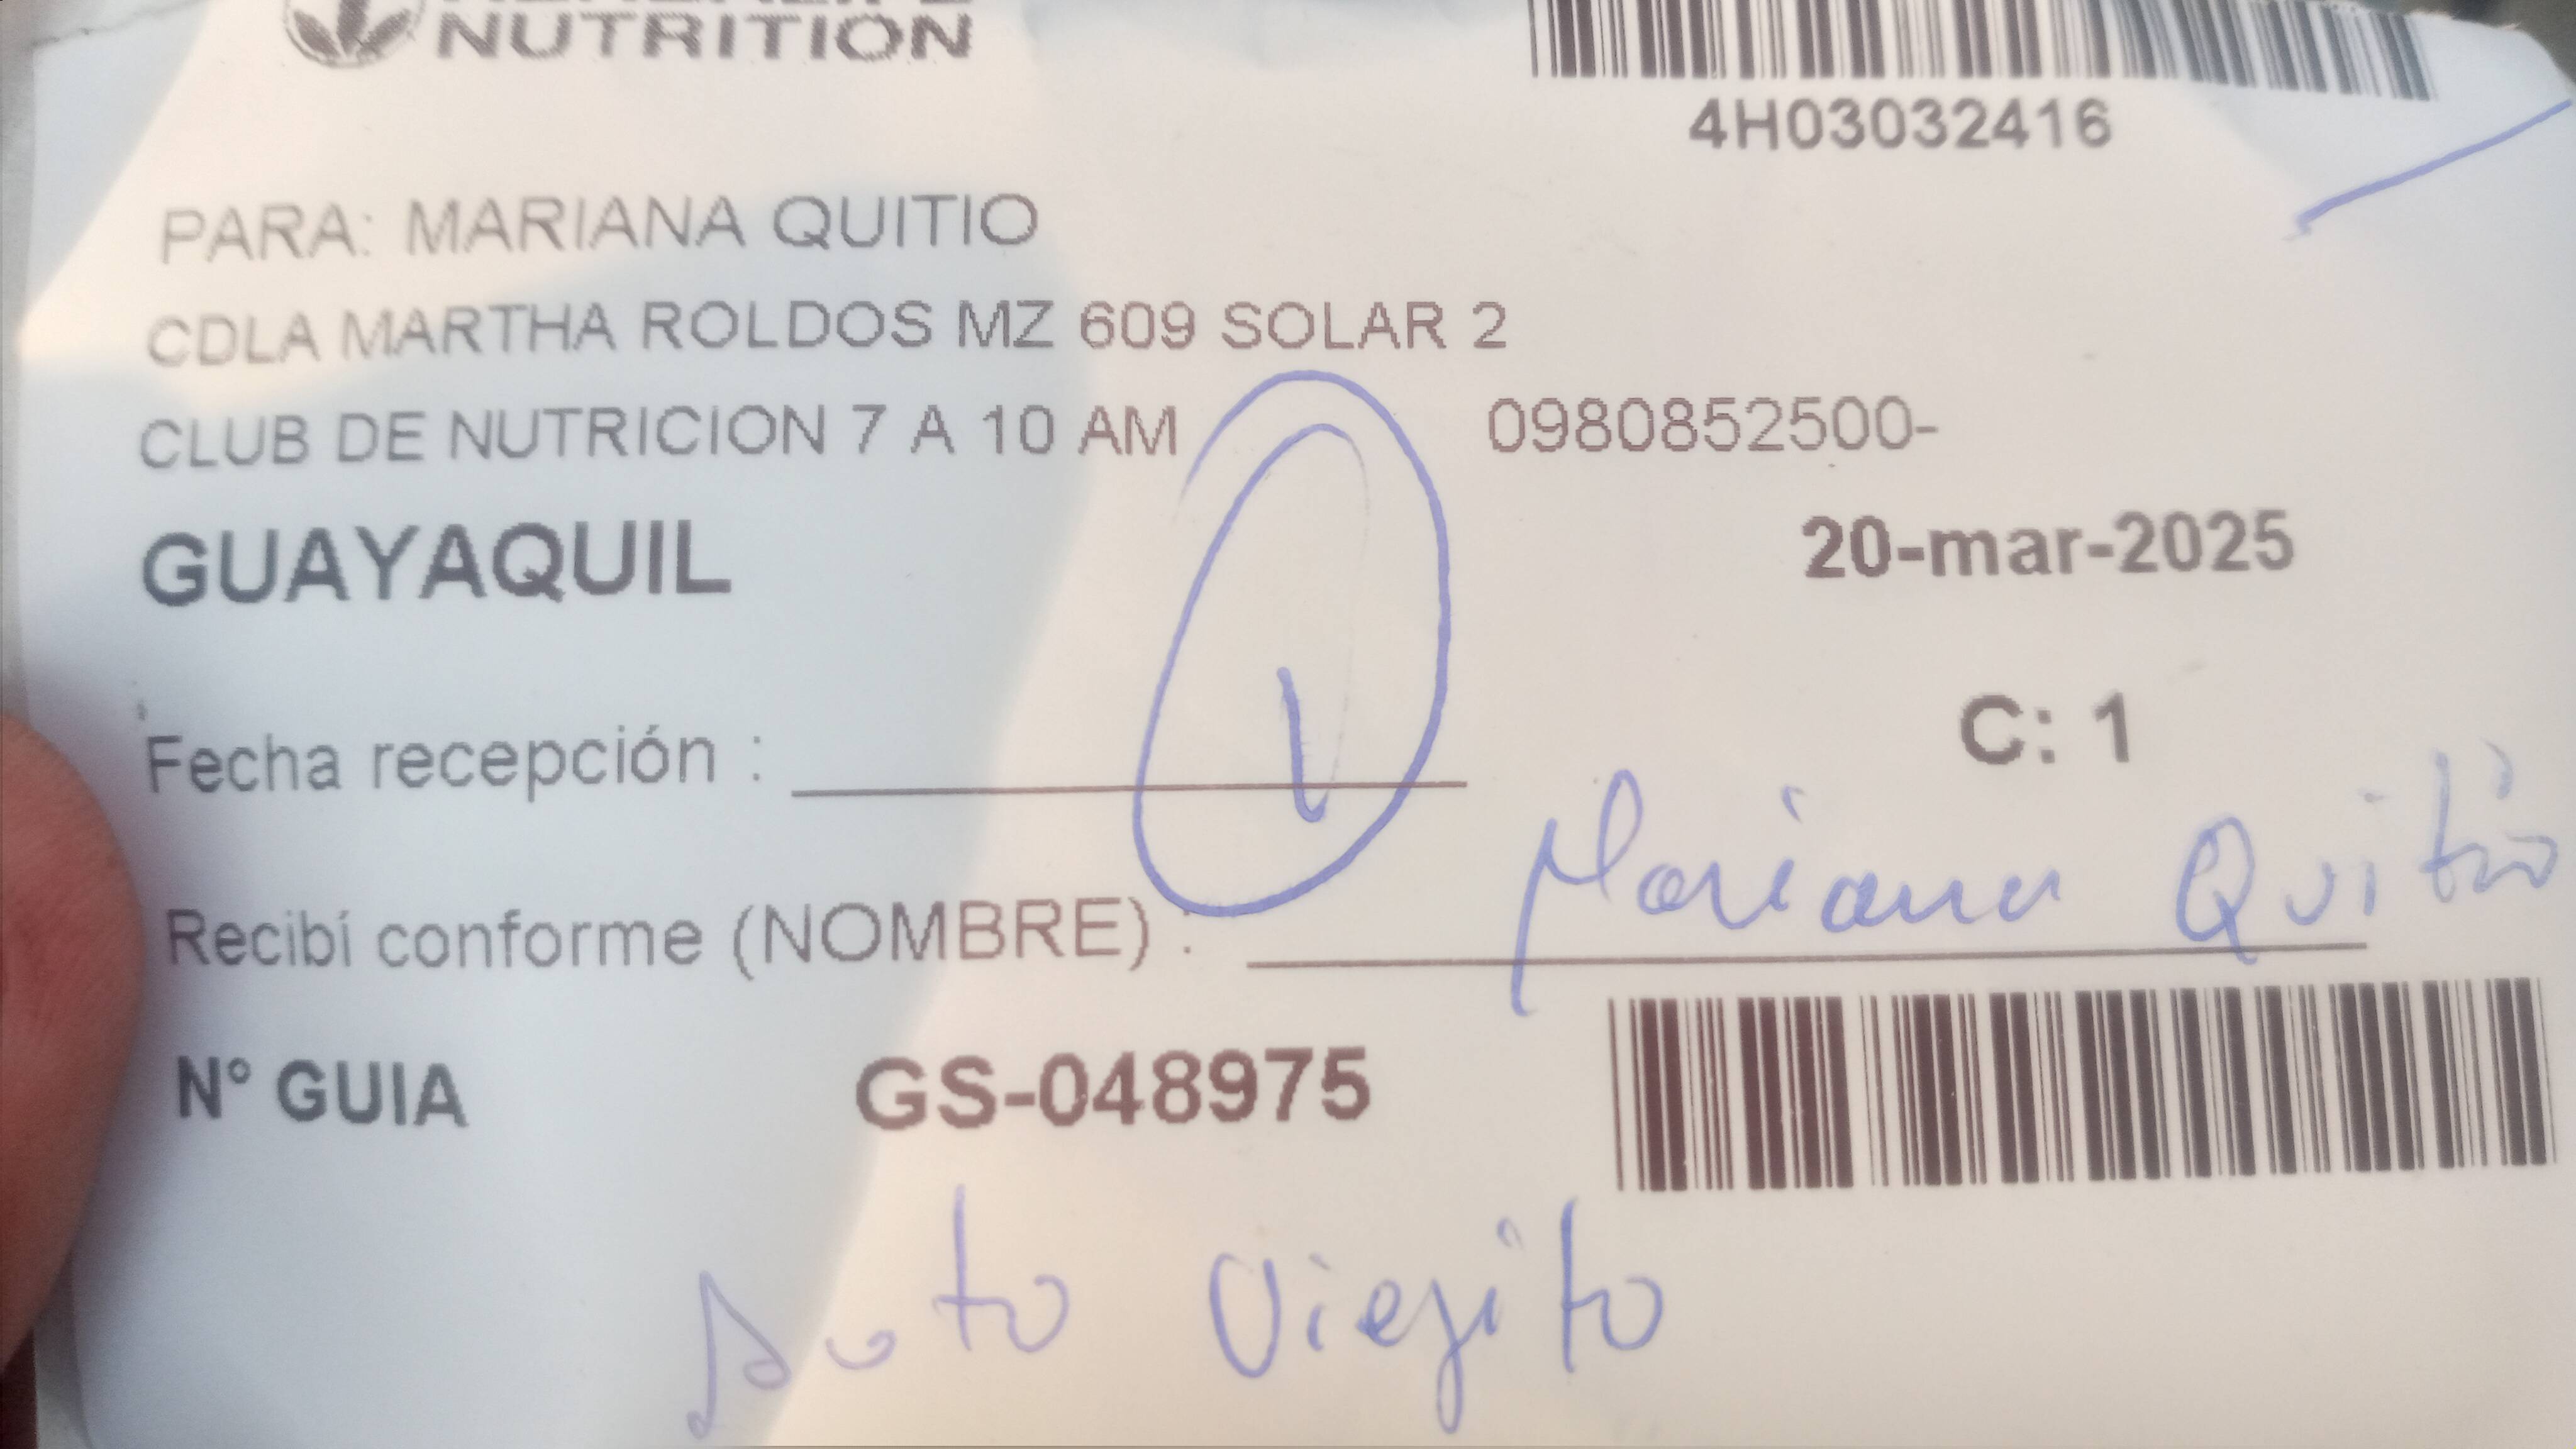 NUTRITION
4H03032416
PARA: MARIANA QUITIO
CDLA MARTHA ROLDOS MZ 609 SOLAR 2
CLUB DE NUTRICION 7 A 10 AM 0980852500-
GUAYAQUIL
20-mar-2025
C: 1
Fecha recepción :
Recibí conforme (NOMBRE) : Mariana Quitio
N° GUIA GS-048975
Auto Viejito